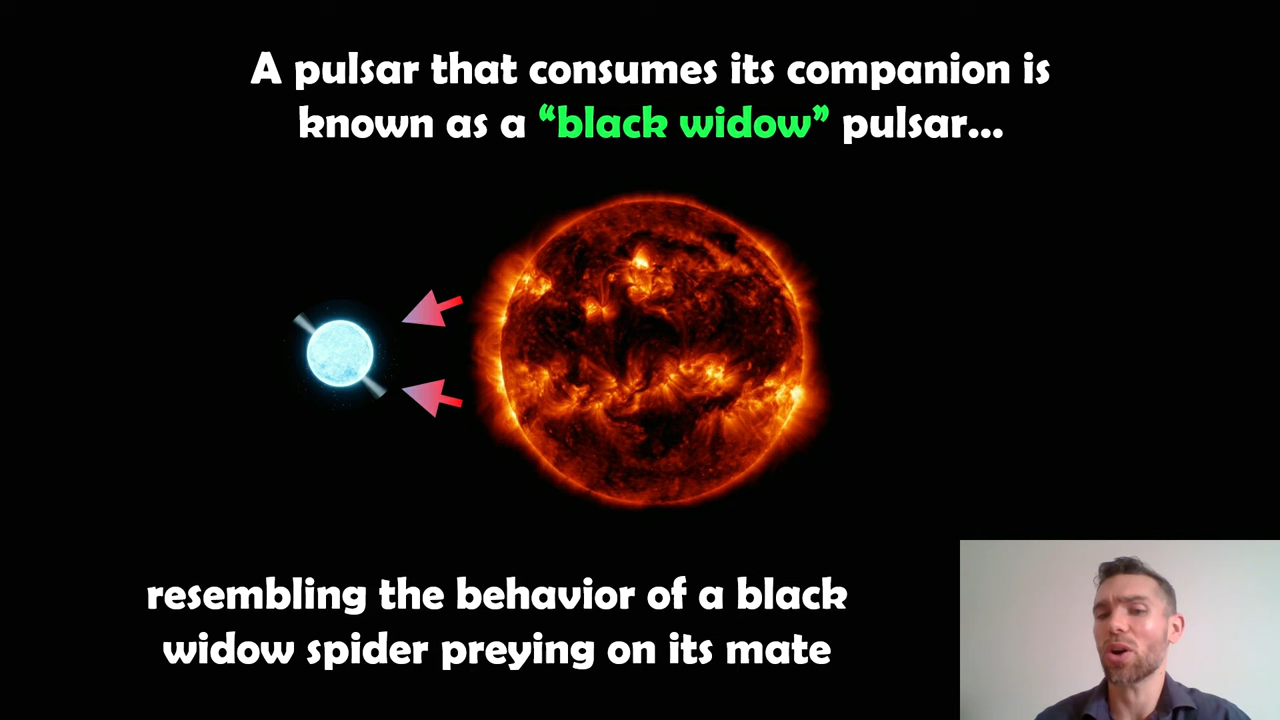 A pulsar that consumes its companion is
known as a “black widow” pulsar...
resembling the behavior of a black
widow spider preying on its mate